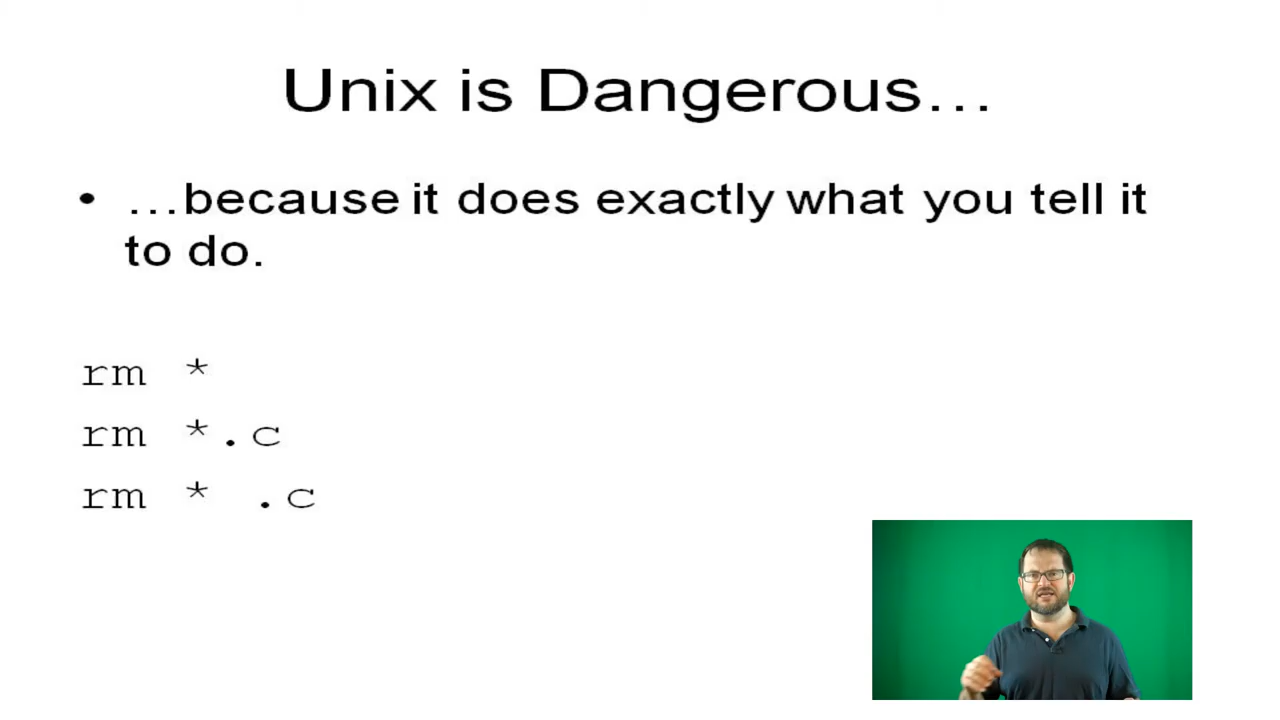 Unix is Dangerous...
• ...because it does exactly what you tell it
to do.
rm *
rm *.c
rm * .c